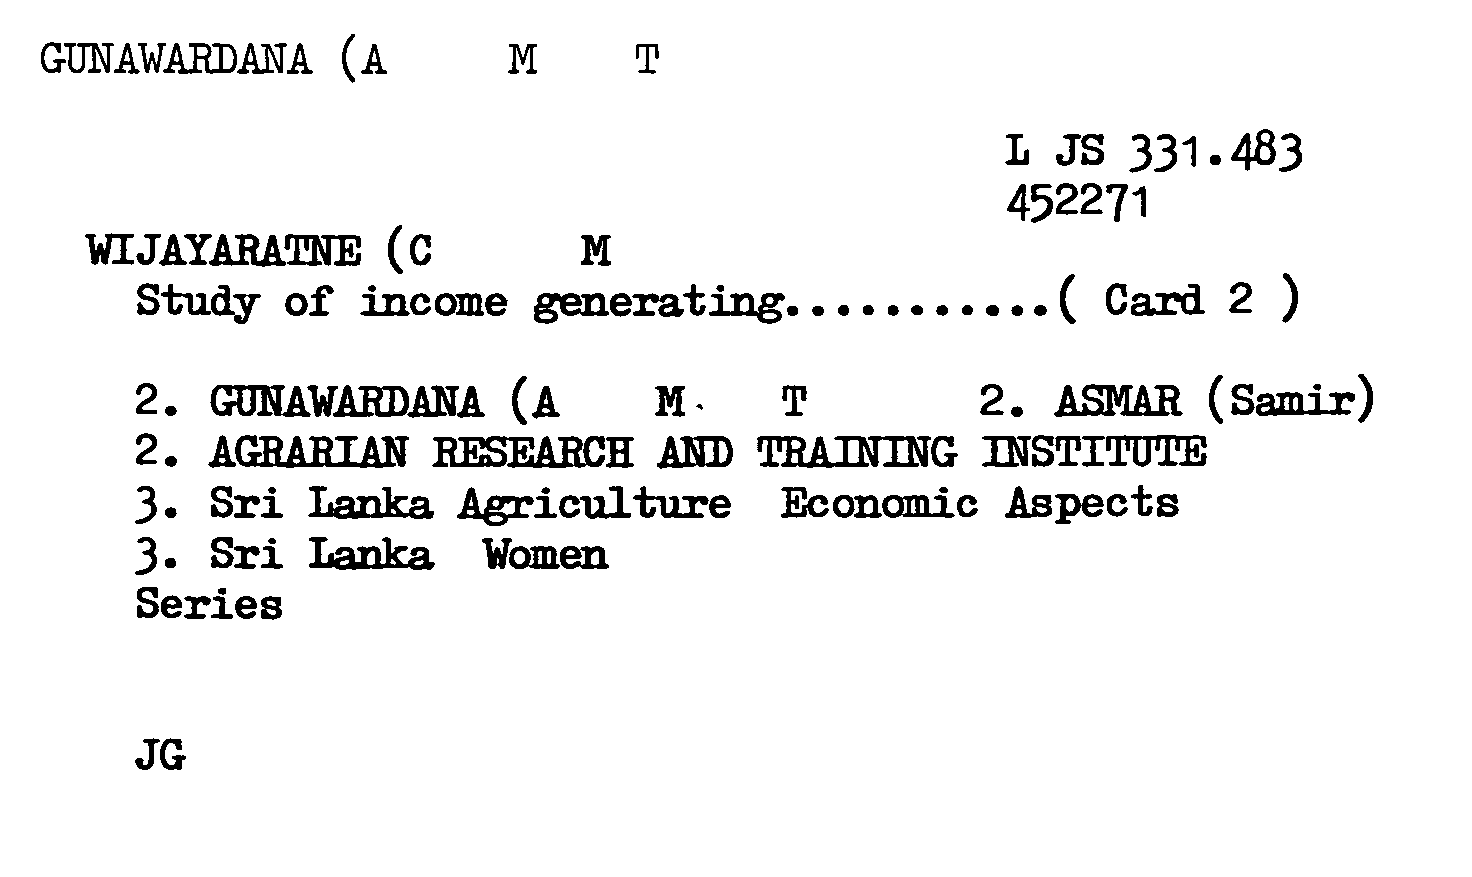 GUNAWARDANA (A     M    T
L JS 331.483
452271
WIJAYARATNE (C      M
Study of income generating...........( Card 2 )
2. GUNAWARDANA (A    M.   T       2. ASMAR (Samir)
2. AGRARIAN RESEARCH AND TRAINING INSTITUTE
3. Sri Lanka Agriculture  Economic Aspects
3. Sri Lanka  Women
Series
JG